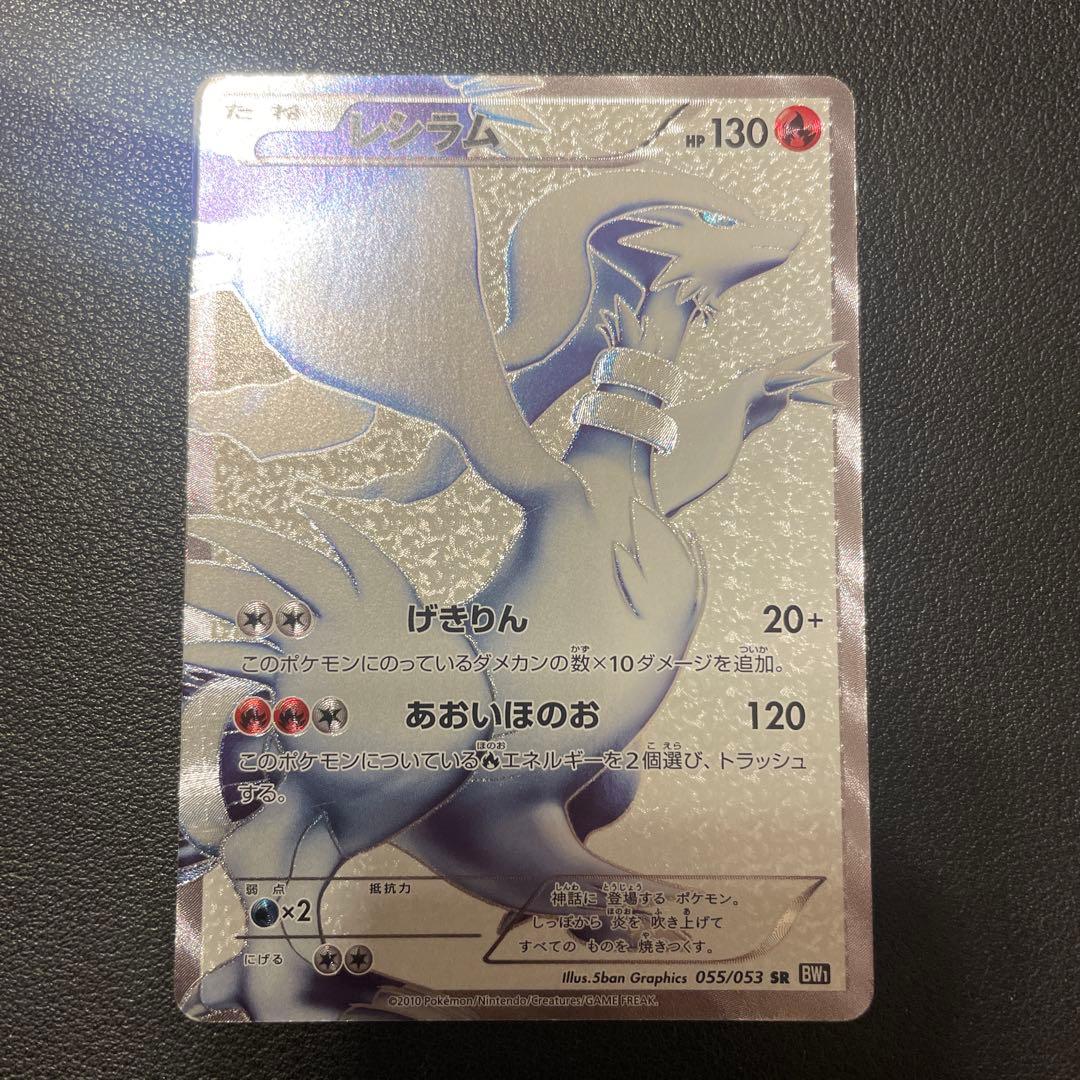 たね レシラム HP 130
げきりん 20+
このポケモンにのっているダメカンの数×10ダメージを追加。
あおいほのお 120
このポケモンについているエネルギーを2個選び、トラッシュ
する。
弱点 抵抗力
×2
にげる
神話に 登場する ポケモン。
しっぽから 炎を 吹き上げて
すべての ものを 焼きつくす。
Illus.5ban Graphics 055/053 SR BW1
©2010 Pokémon/Nintendo/Creatures/GAME FREAK.